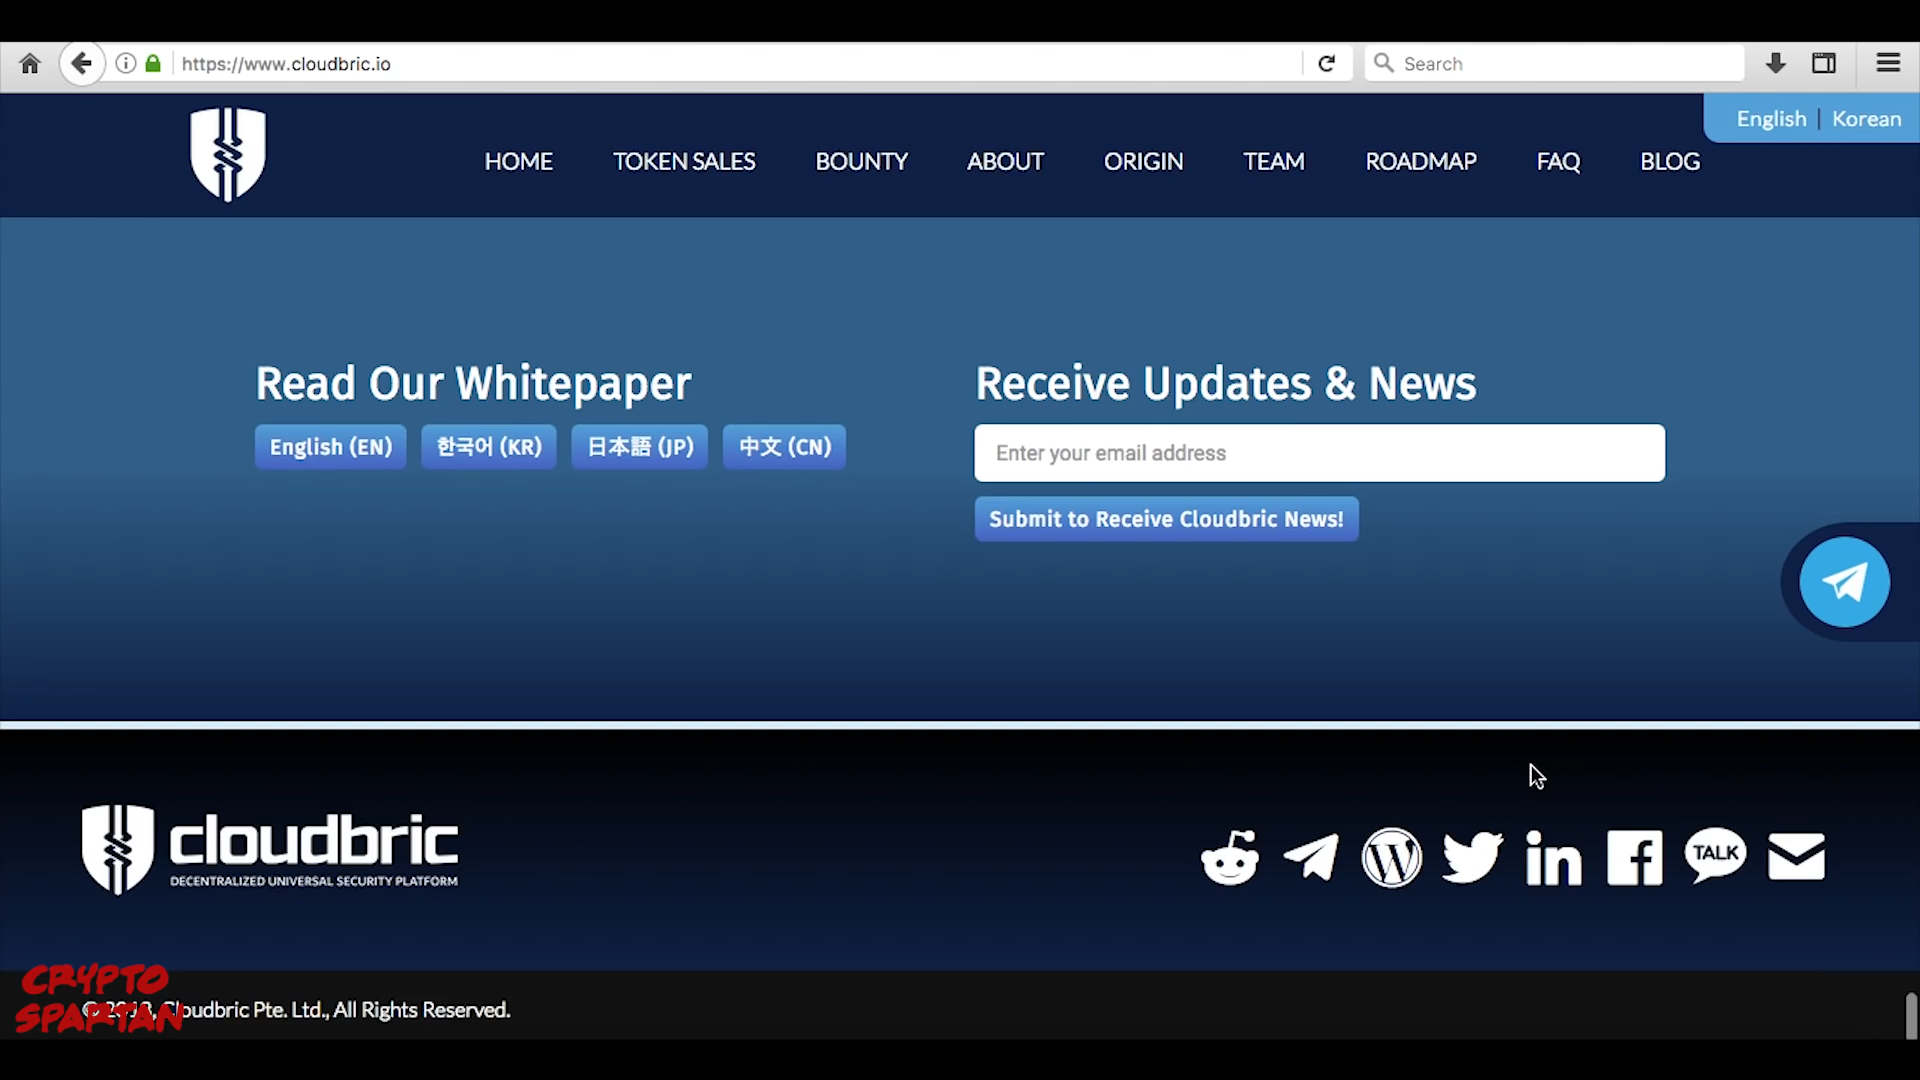 https://www.cloudbric.io
Search
English | Korean
HOME TOKEN SALES BOUNTY ABOUT ORIGIN TEAM ROADMAP FAQ BLOG
Read Our Whitepaper
English (EN) 한국어 (KR) 日本語 (JP) 中文 (CN)
Receive Updates & News
Enter your email address
Submit to Receive Cloudbric News!
cloudbric
DECENTRALIZED UNIVERSAL SECURITY PLATFORM
in f TALK
CRYPTO
SPARTAN
Cloudbric Pte. Ltd., All Rights Reserved.